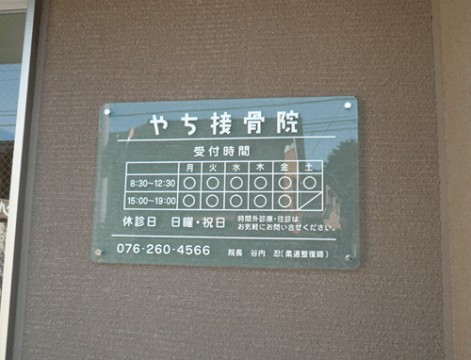 やち接骨院
受付時間
月 火 水 木 金 土
8:30~12:30 ○ ○ ○ ○ ○ ○
15:00~19:00 ○ ○ ○ ○ ○ ／
休診日 日曜・祝日 時間外診療・往診は
お気軽にお問い合せください。
076-260-4566 院長 谷内 忍(柔道整復師)